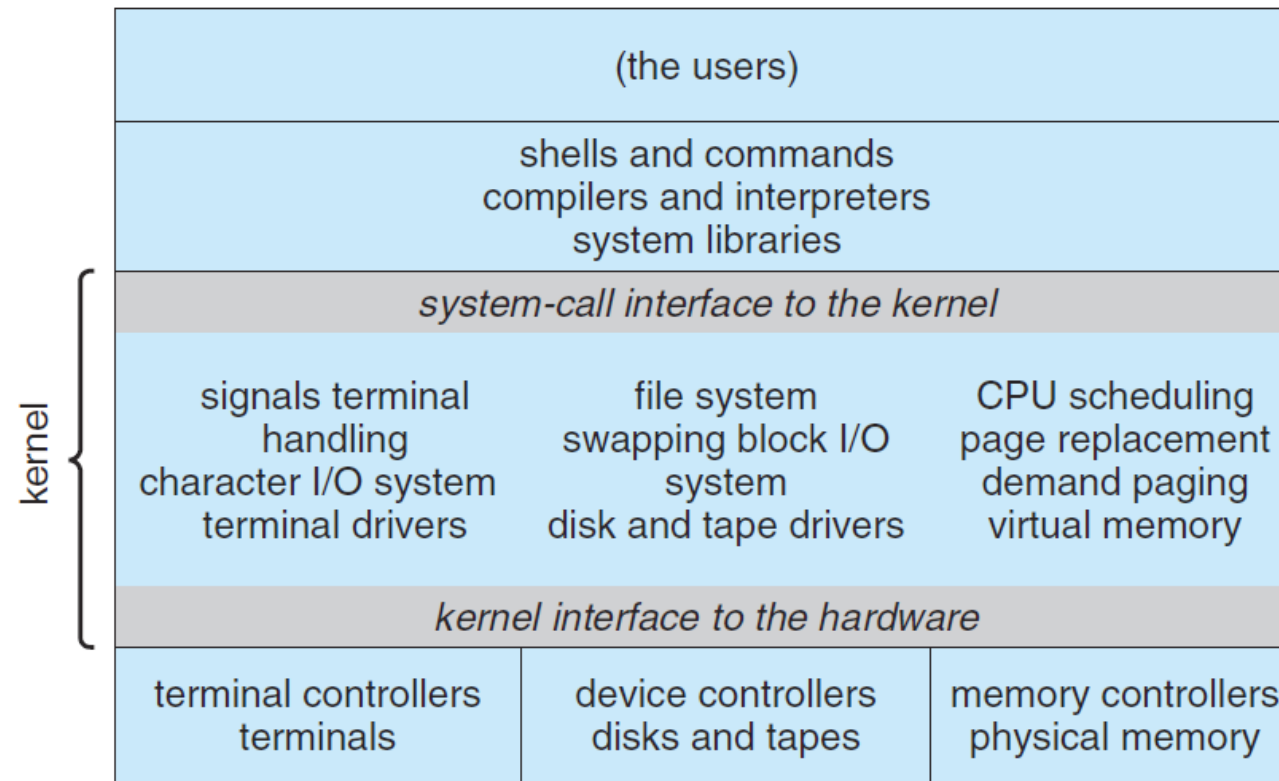 (the users)
shells and commands
compilers and interpreters
system libraries
kernel
system-call interface to the kernel
signals terminal
handling
character I/O system
terminal drivers
file system
swapping block I/O
system
disk and tape drivers
CPU scheduling
page replacement
demand paging
virtual memory
kernel interface to the hardware
terminal controllers
terminals
device controllers
disks and tapes
memory controllers
physical memory